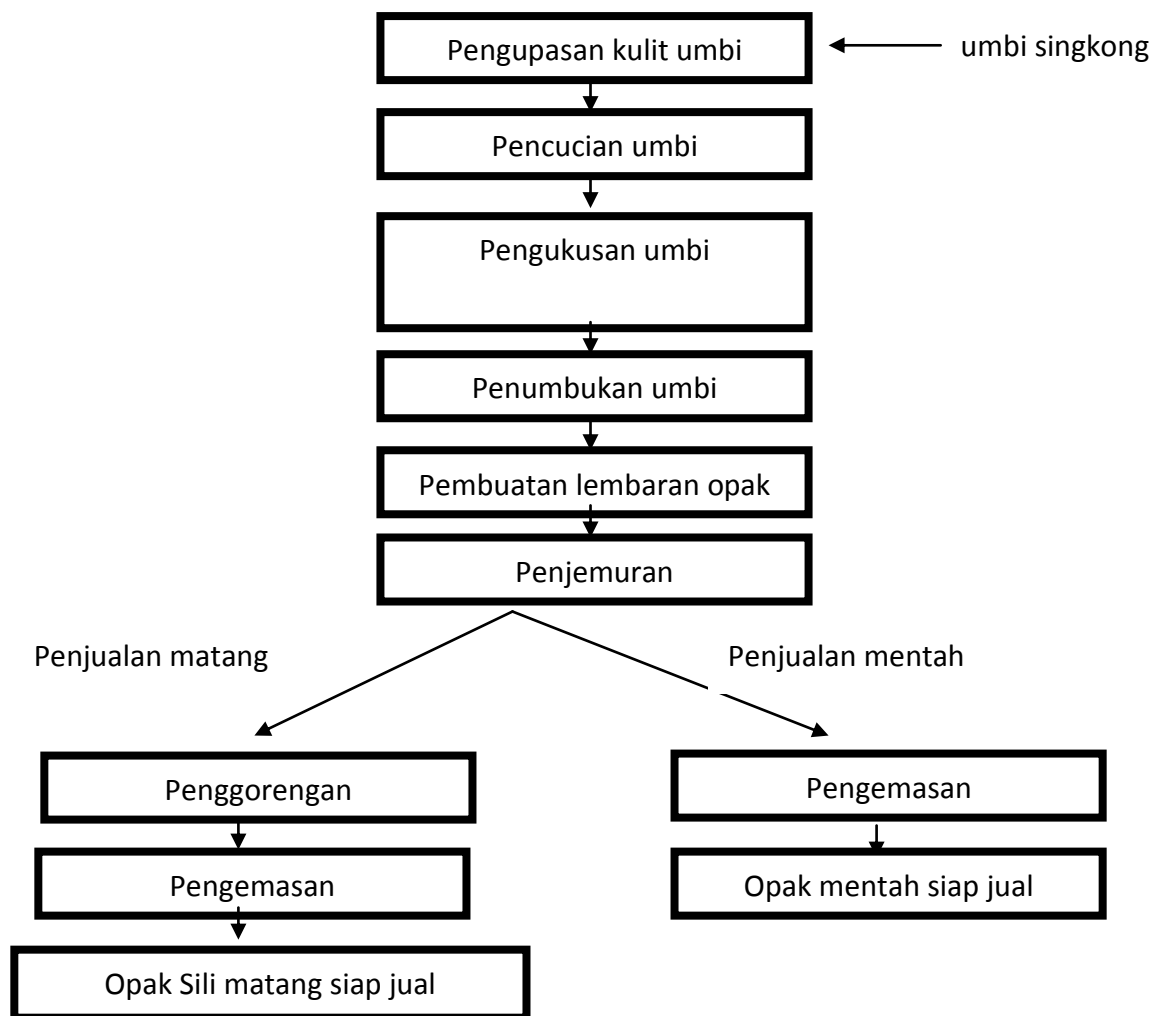 Pengupasan kulit umbi
umbi singkong
Pencucian umbi
Pengukusan umbi
Penumbukan umbi
Pembuatan lembaran opak
Penjemuran
Penjualan matang
Penjualan mentah
Penggorengan
Pengemasan
Pengemasan
Opak mentah siap jual
Opak Sili matang siap jual